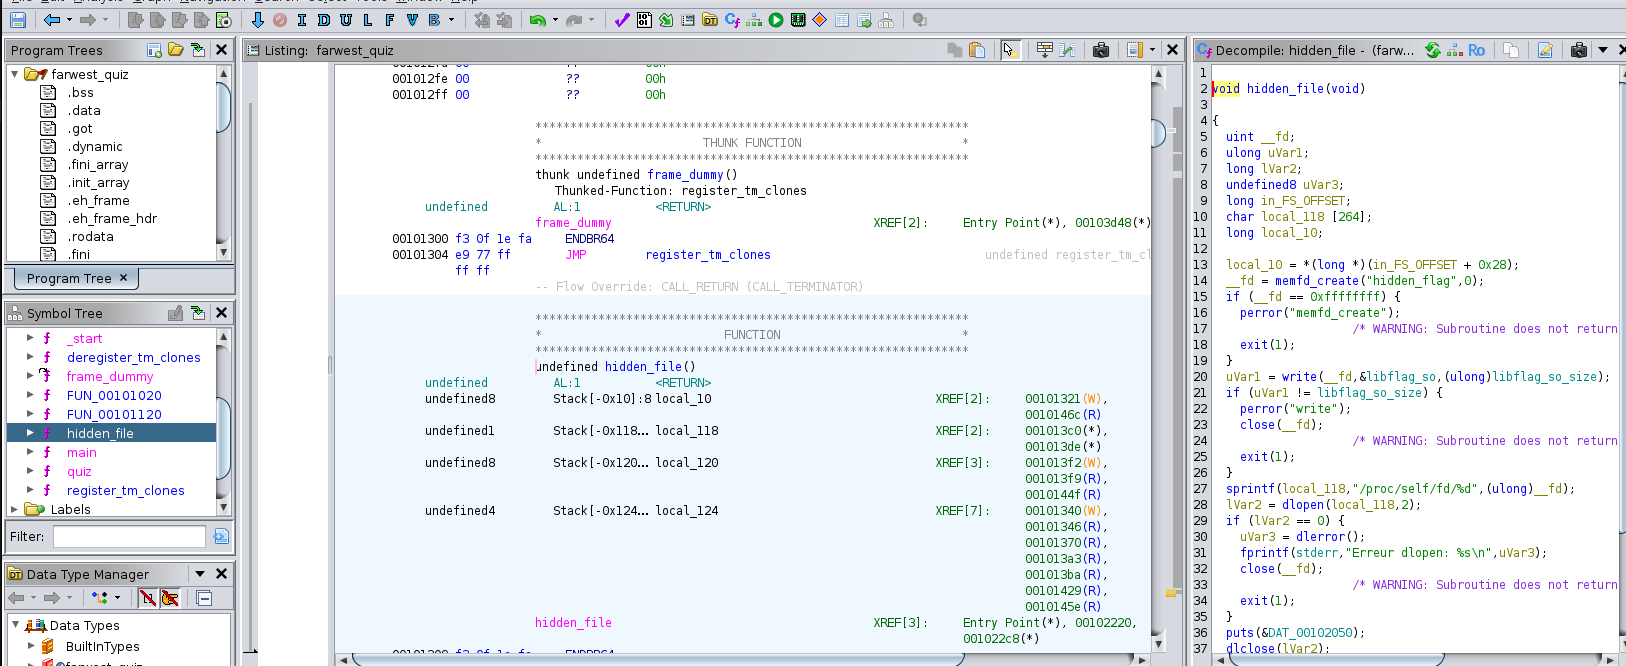 I D U L F V B
Program Trees
farwest_quiz
.bss
.data
.got
.dynamic
.fini_array
.init_array
.eh_frame
.eh_frame_hdr
.rodata
.fini
Program Tree ×
Symbol Tree
f _start
f deregister_tm_clones
f frame_dummy
f FUN_00101020
f FUN_00101120
f hidden_file
f main
f quiz
f register_tm_clones
Labels
Filter:
Data Type Manager
Data Types
BuiltInTypes
farwest_quiz
Listing: farwest_quiz
001012fe 00 ?? 00h
001012ff 00 ?? 00h
**************************************************************
* THUNK FUNCTION *
**************************************************************
thunk undefined frame_dummy()
Thunked-Function: register_tm_clones
undefined AL:1 <RETURN>
frame_dummy XREF[2]: Entry Point(*), 00103d48(*)
00101300 f3 0f 1e fa ENDBR64
00101304 e9 77 ff JMP register_tm_clones undefined register_tm_cl
ff ff
-- Flow Override: CALL_RETURN (CALL_TERMINATOR)
**************************************************************
* FUNCTION *
**************************************************************
undefined hidden_file()
undefined AL:1 <RETURN>
undefined8 Stack[-0x10]:8 local_10 XREF[2]: 00101321(W),
0010146c(R)
undefined1 Stack[-0x118... local_118 XREF[2]: 001013c0(*),
001013de(*)
undefined8 Stack[-0x120... local_120 XREF[3]: 001013f2(W),
001013f9(R),
0010144f(R)
undefined4 Stack[-0x124... local_124 XREF[7]: 00101340(W),
00101346(R),
00101370(R),
001013a3(R),
001013ba(R),
00101429(R),
0010145e(R)
hidden_file XREF[3]: Entry Point(*), 00102220,
001022c8(*)
00101309 f3 0f 1e fa ENDBR64
Decompile: hidden_file - (farw...
Ro
1
2 void hidden_file(void)
3
4 {
5 uint __fd;
6 ulong uVar1;
7 long lVar2;
8 undefined8 uVar3;
9 long in_FS_OFFSET;
10 char local_118 [264];
11 long local_10;
12
13 local_10 = *(long *)(in_FS_OFFSET + 0x28);
14 __fd = memfd_create("hidden_flag",0);
15 if (__fd == 0xffffffff) {
16 perror("memfd_create");
17 /* WARNING: Subroutine does not return
18 exit(1);
19 }
20 uVar1 = write(__fd,&libflag_so,(ulong)libflag_so_size);
21 if (uVar1 != libflag_so_size) {
22 perror("write");
23 close(__fd);
24 /* WARNING: Subroutine does not return
25 exit(1);
26 }
27 sprintf(local_118,"/proc/self/fd/%d",(ulong)__fd);
28 lVar2 = dlopen(local_118,2);
29 if (lVar2 == 0) {
30 uVar3 = dlerror();
31 fprintf(stderr,"Erreur dlopen: %s\n",uVar3);
32 close(__fd);
33 /* WARNING: Subroutine does not return
34 exit(1);
35 }
36 puts(&DAT_00102050);
37 dlclose(lVar2);